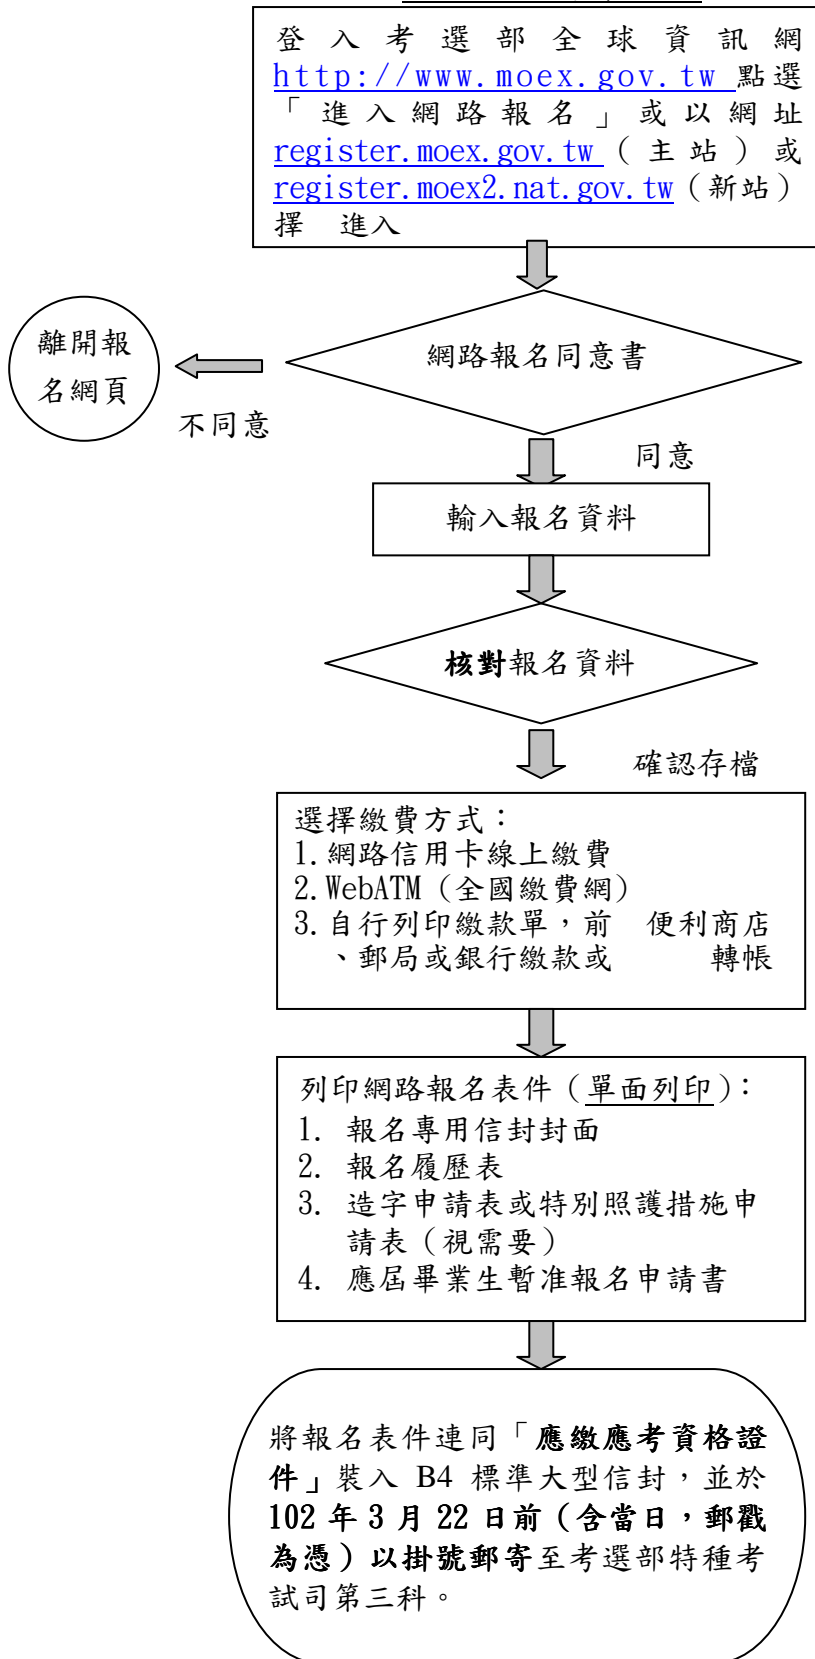 登入考選部全球資訊網
http://www.moex.gov.tw 點選
「進入網路報名」或以網址
register.moex.gov.tw（主站）或
register.moex2.nat.gov.tw（新站）
擇 進入
網路報名同意書
離開報
名網頁
不同意
同意
輸入報名資料
核對報名資料
確認存檔
選擇繳費方式：
1.網路信用卡線上繳費
2.WebATM（全國繳費網）
3.自行列印繳款單，前 便利商店
、郵局或銀行繳款或 轉帳
列印網路報名表件（單面列印）：
1. 報名專用信封封面
2. 報名履歷表
3. 造字申請表或特別照護措施申
請表（視需要）
4. 應屆畢業生暫准報名申請書
將報名表件連同「應繳應考資格證
件」裝入 B4 標準大型信封，並於
102 年 3 月 22 日前（含當日，郵戳
為憑）以掛號郵寄至考選部特種考
試司第三科。